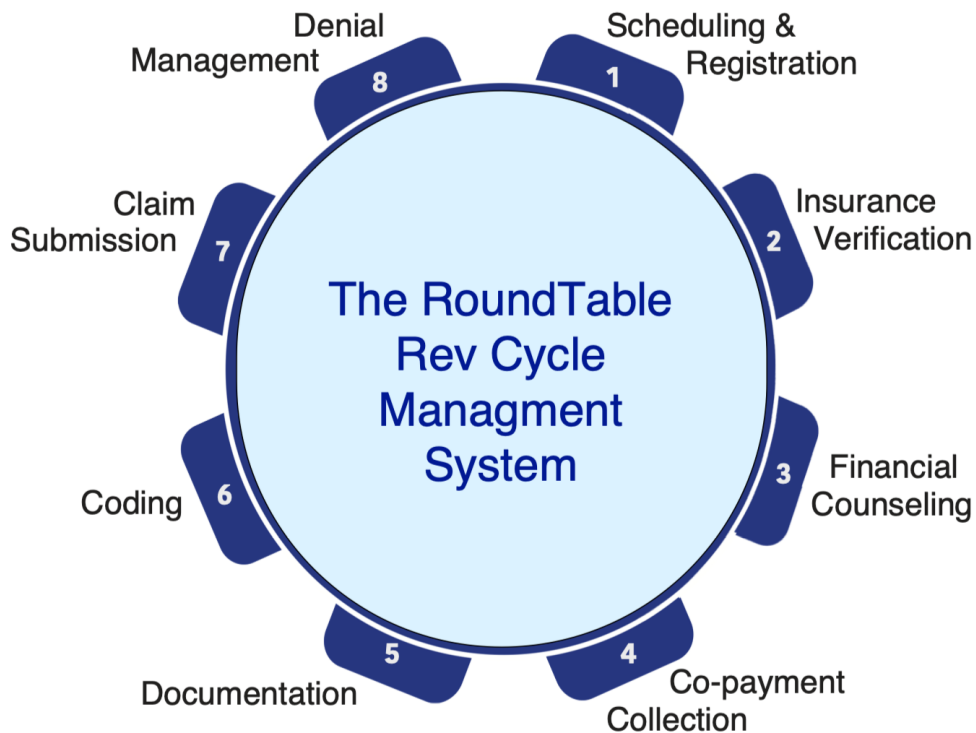 The RoundTable
Rev Cycle
Managment
System
1
Scheduling &
Registration
2
Insurance
Verification
3
Financial
Counseling
4
Co-payment
Collection
5
Documentation
6
Coding
7
Claim
Submission
8
Denial
Management